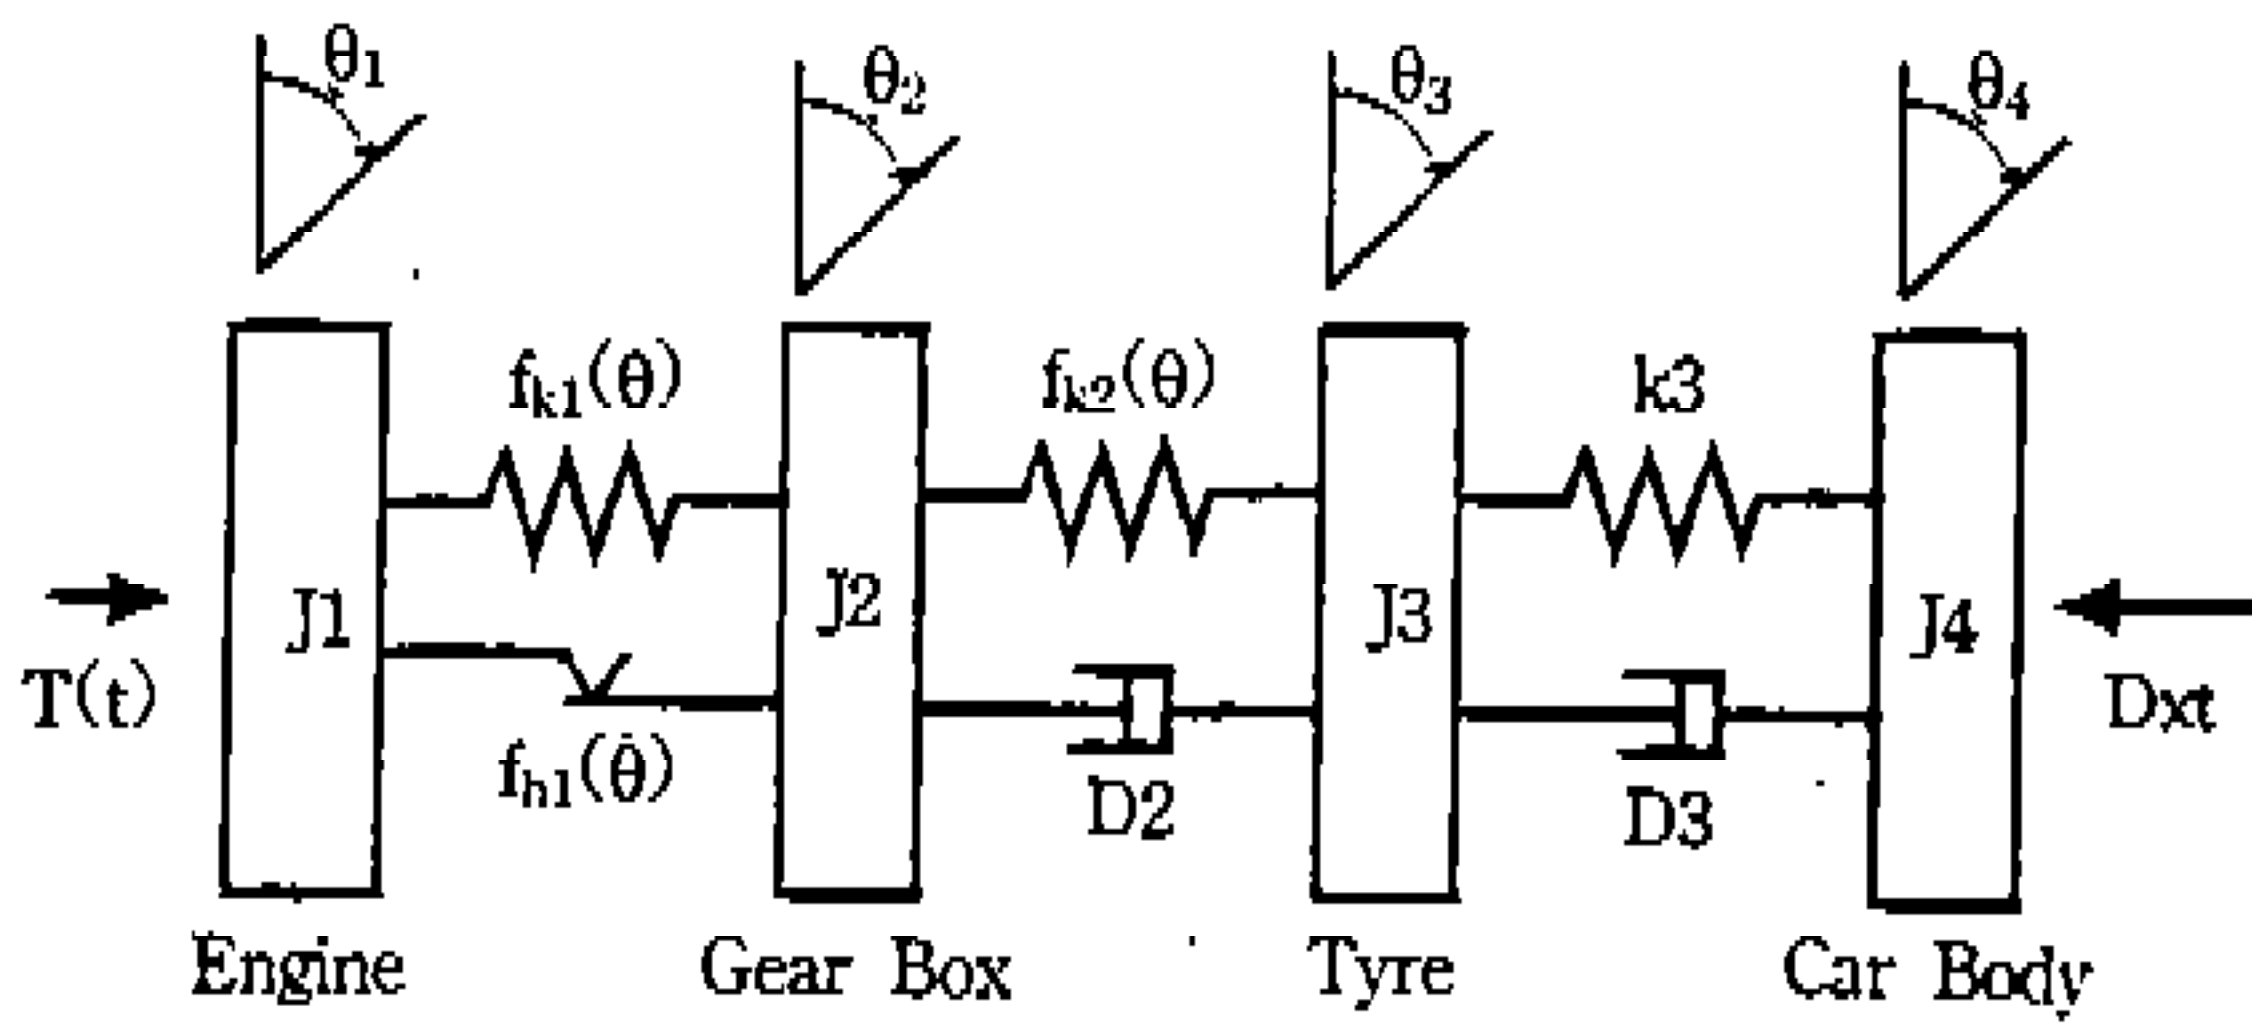 θ1 θ2 θ3 θ4
fk1(θ) fk2(θ) k3
J1 J2 J3 J4
T(t) Dxt
fh1(θ̇) D2 D3
Engine Gear Box Tyre Car Body